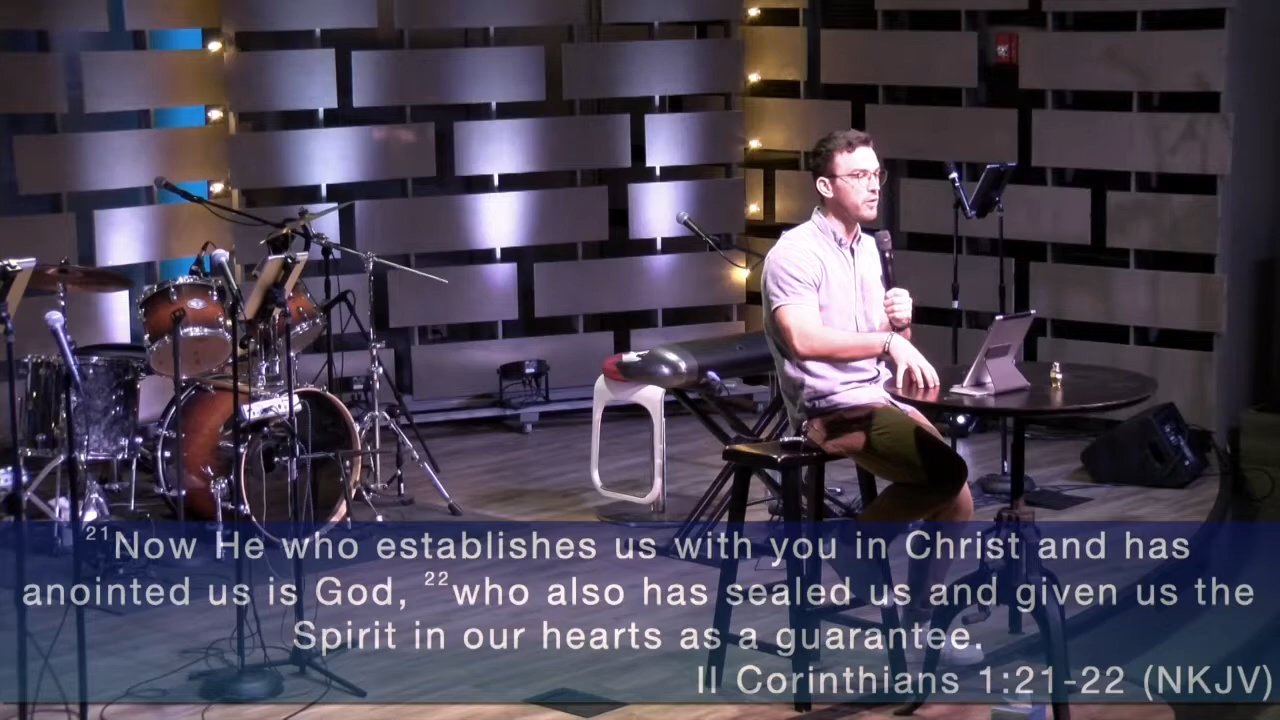 ²¹Now He who establishes us with you in Christ and has
anointed us is God, ²²who also has sealed us and given us the
Spirit in our hearts as a guarantee.
II Corinthians 1:21-22 (NKJV)